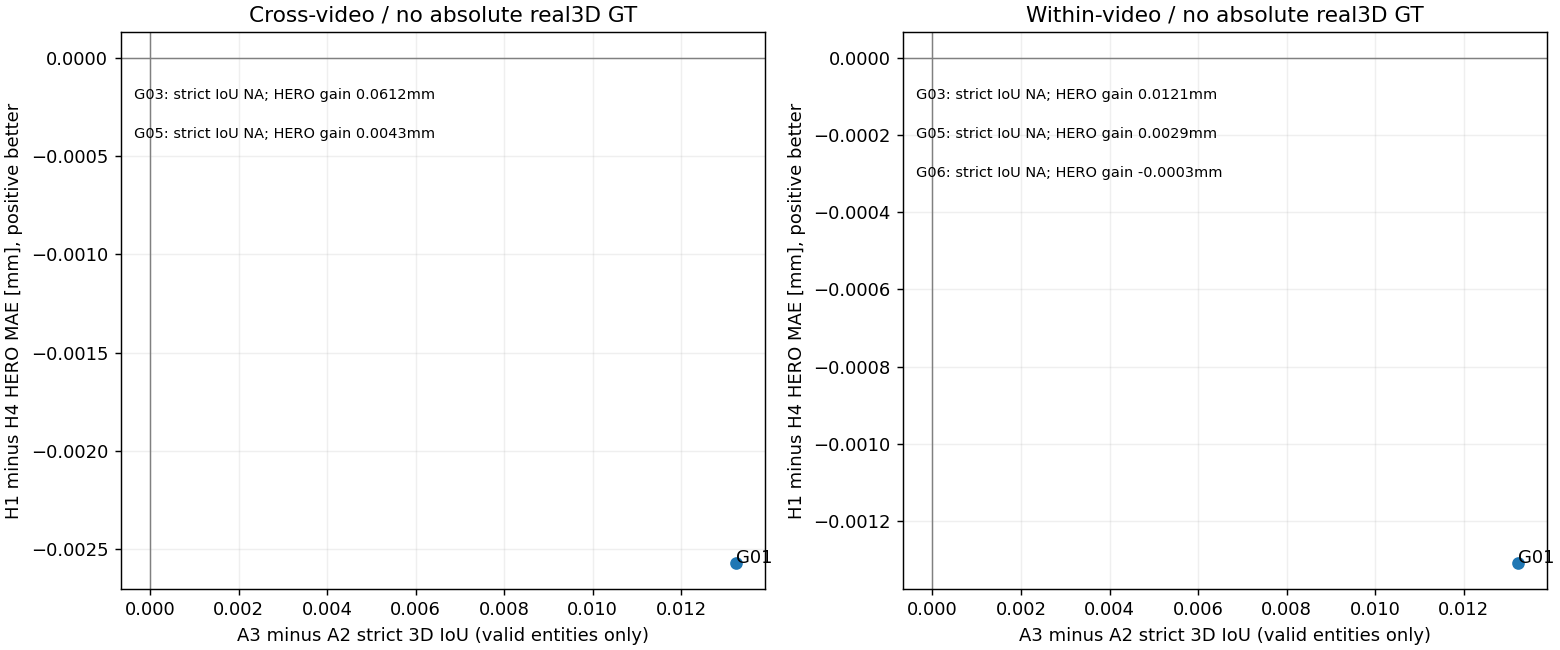 Cross-video / no absolute real3D GT
H1 minus H4 HERO MAE [mm], positive better
0.0000
−0.0005
−0.0010
−0.0015
−0.0020
−0.0025
G03: strict IoU NA; HERO gain 0.0612mm
G05: strict IoU NA; HERO gain 0.0043mm
G01
0.000 0.002 0.004 0.006 0.008 0.010 0.012
A3 minus A2 strict 3D IoU (valid entities only)
Within-video / no absolute real3D GT
H1 minus H4 HERO MAE [mm], positive better
0.0000
−0.0002
−0.0004
−0.0006
−0.0008
−0.0010
−0.0012
G03: strict IoU NA; HERO gain 0.0121mm
G05: strict IoU NA; HERO gain 0.0029mm
G06: strict IoU NA; HERO gain -0.0003mm
G01
0.000 0.002 0.004 0.006 0.008 0.010 0.012
A3 minus A2 strict 3D IoU (valid entities only)